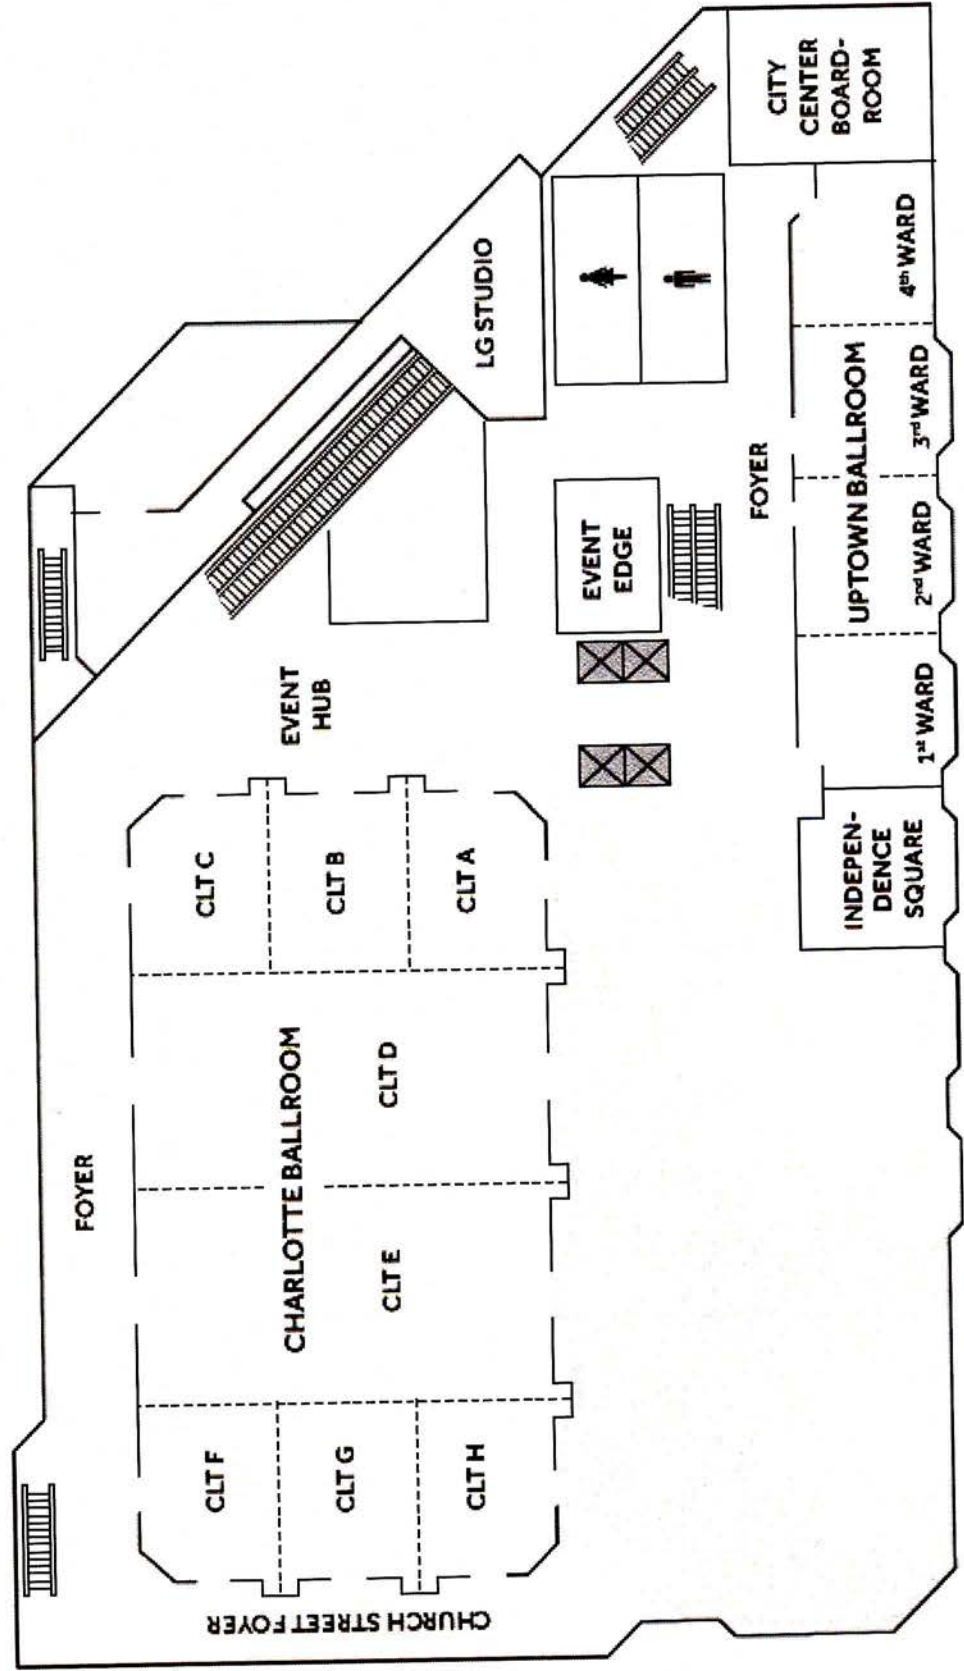 CHURCH STREET FOYER
FOYER
CLT F
CLT G
CLT H
CHARLOTTE BALLROOM
CLT E
CLT D
CLT C
CLT B
CLT A
EVENT
HUB
EVENT
EDGE
LG STUDIO
FOYER
INDEPEN-
DENCE
SQUARE
UPTOWN BALLROOM
1st WARD
2nd WARD
3rd WARD
4th WARD
CITY
CENTER
BOARD-
ROOM